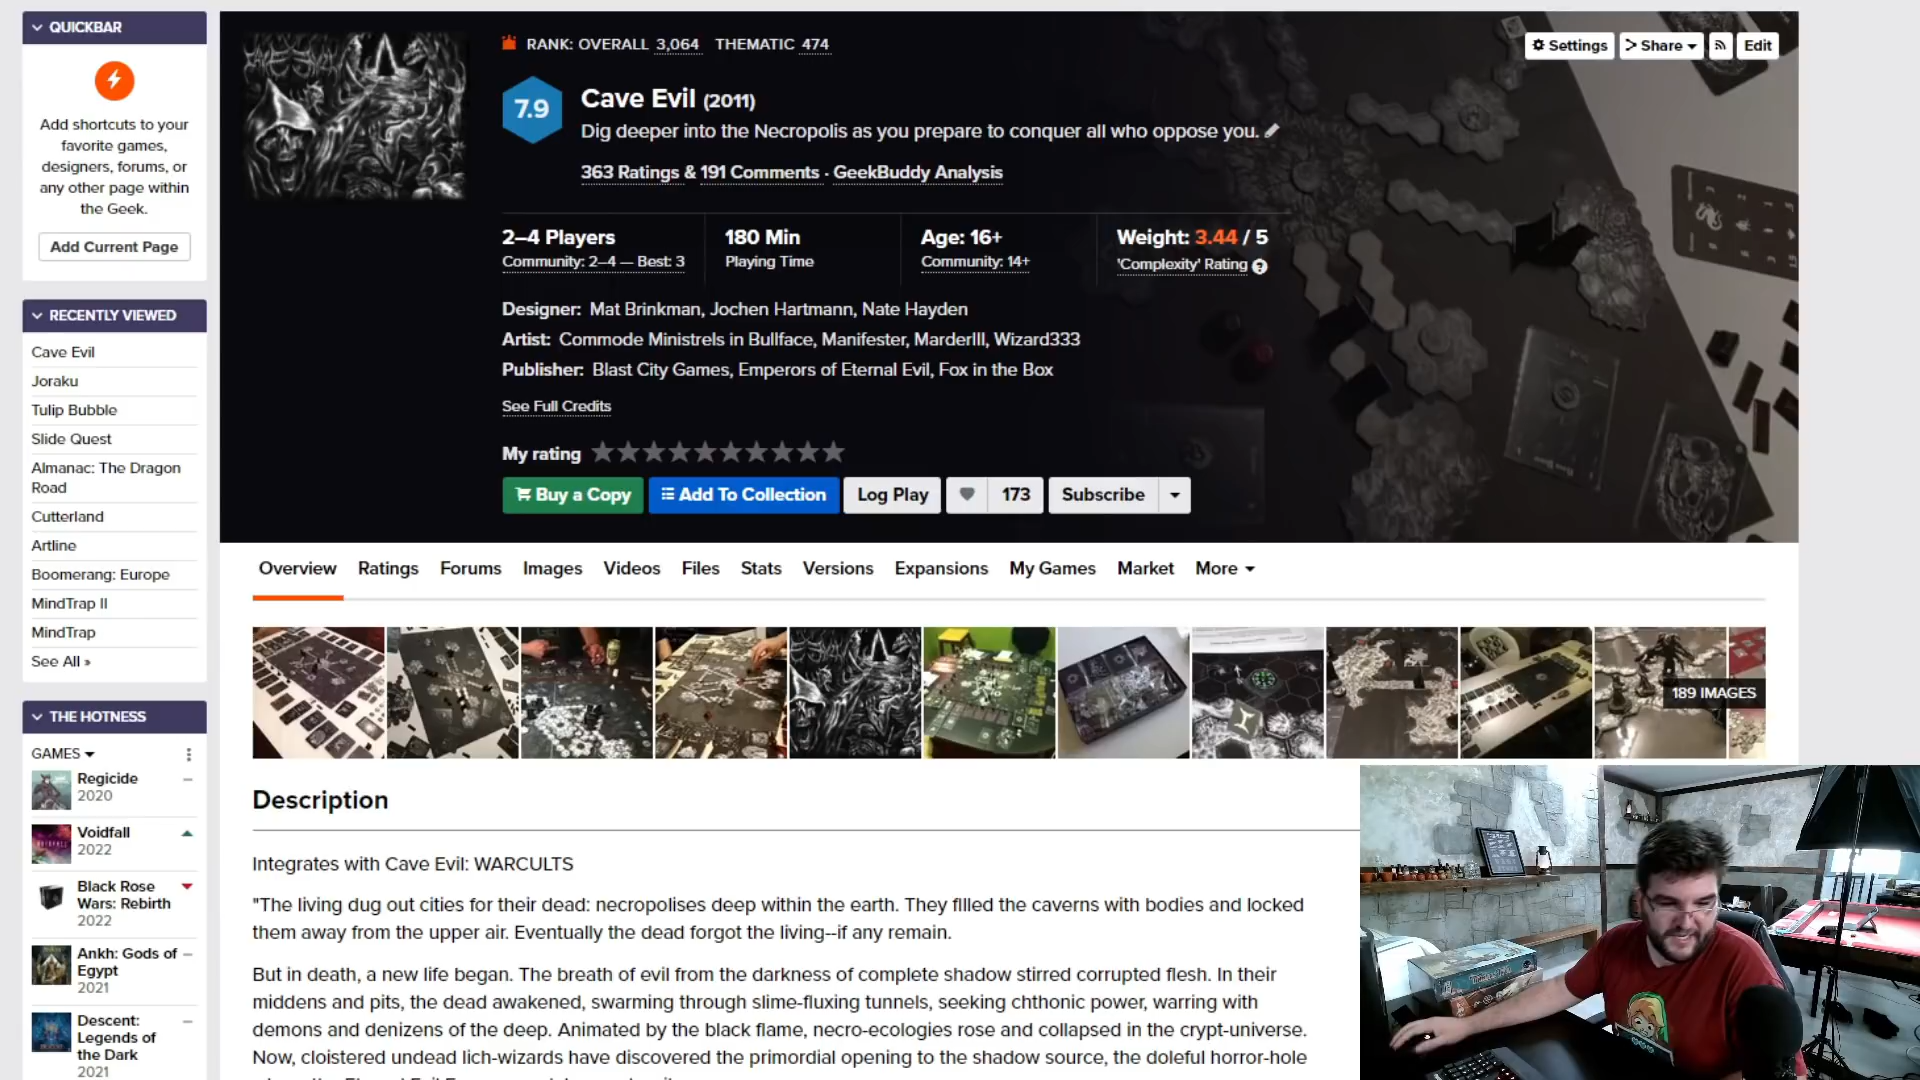 QUICKBAR
Add shortcuts to your
favorite games,
designers, forums, or
any other page within
the Geek.
Add Current Page
RECENTLY VIEWED
Cave Evil
Joraku
Tulip Bubble
Slide Quest
Almanac: The Dragon
Road
Cutterland
Artline
Boomerang: Europe
MindTrap II
MindTrap
See All »
THE HOTNESS
GAMES
Regicide
2020
Voidfall
2022
Black Rose
Wars: Rebirth
2022
Ankh: Gods of
Egypt
2021
Descent:
Legends of
the Dark
2021
RANK: OVERALL 3,064 THEMATIC 474
Settings
Share
Edit
7.9
Cave Evil (2011)
Dig deeper into the Necropolis as you prepare to conquer all who oppose you.
363 Ratings & 191 Comments · GeekBuddy Analysis
2–4 Players
Community: 2–4 — Best: 3
180 Min
Playing Time
Age: 16+
Community: 14+
Weight: 3.44 / 5
'Complexity' Rating ?
Designer: Mat Brinkman, Jochen Hartmann, Nate Hayden
Artist: Commode Ministrels in Bullface, Manifester, MarderIII, Wizard333
Publisher: Blast City Games, Emperors of Eternal Evil, Fox in the Box
See Full Credits
My rating
Buy a Copy
Add To Collection
Log Play
173
Subscribe
Overview Ratings Forums Images Videos Files Stats Versions Expansions My Games Market More
189 IMAGES
Description
Integrates with Cave Evil: WARCULTS
"The living dug out cities for their dead: necropolises deep within the earth. They filled the caverns with bodies and locked
them away from the upper air. Eventually the dead forgot the living--if any remain.
But in death, a new life began. The breath of evil from the darkness of complete shadow stirred corrupted flesh. In their
middens and pits, the dead awakened, swarming through slime-fluxing tunnels, seeking chthonic power, warring with
demons and denizens of the deep. Animated by the black flame, necro-ecologies rose and collapsed in the crypt-universe.
Now, cloistered undead lich-wizards have discovered the primordial opening to the shadow source, the doleful horror-hole